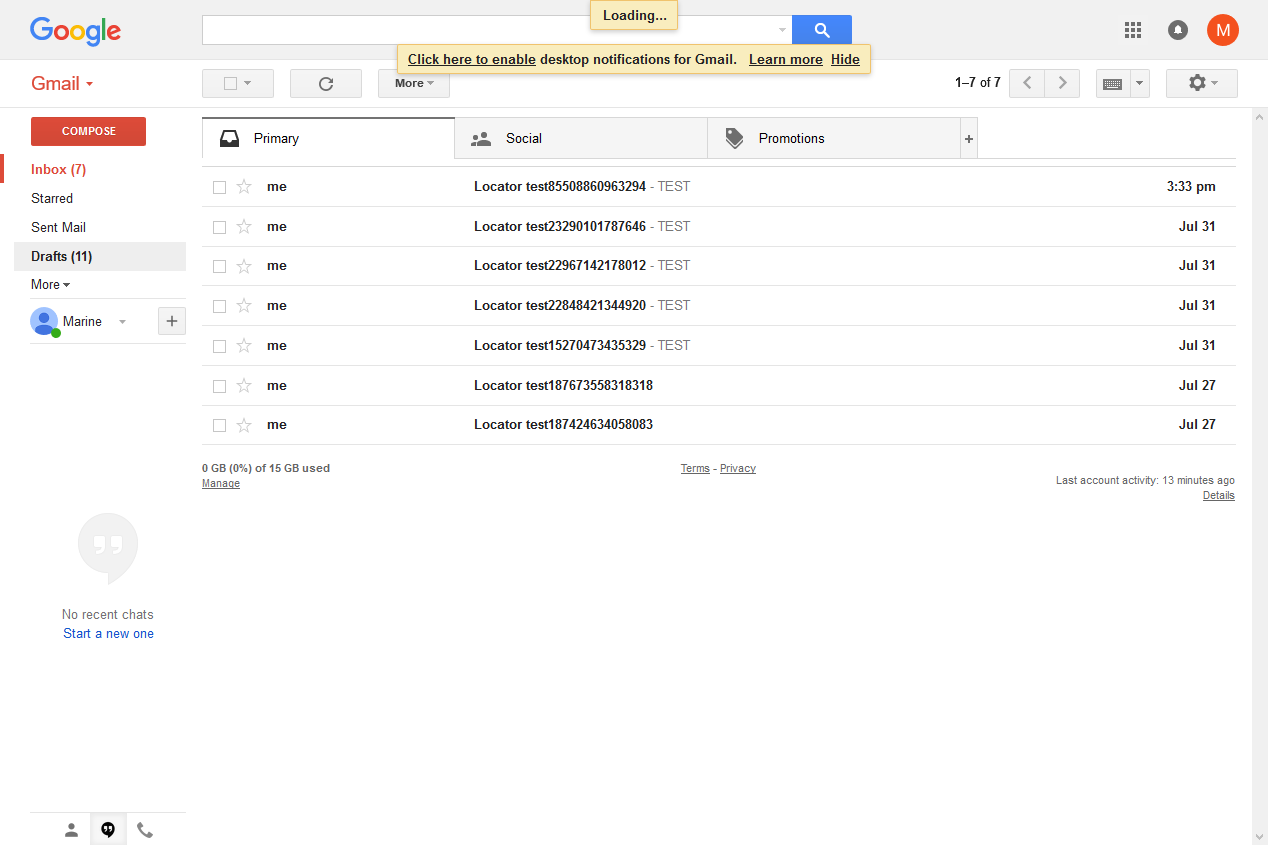 Loading...
Google
M
Click here to enable desktop notifications for Gmail. Learn more Hide
Gmail
More
1–7 of 7
COMPOSE
Inbox (7)
Starred
Sent Mail
Drafts (11)
More
Marine
Primary
Social
Promotions
+
me Locator test85508860963294 - TEST 3:33 pm
me Locator test23290101787646 - TEST Jul 31
me Locator test22967142178012 - TEST Jul 31
me Locator test22848421344920 - TEST Jul 31
me Locator test15270473435329 - TEST Jul 31
me Locator test187673558318318 Jul 27
me Locator test187424634058083 Jul 27
0 GB (0%) of 15 GB used
Manage
Terms - Privacy
Last account activity: 13 minutes ago
Details
No recent chats
Start a new one